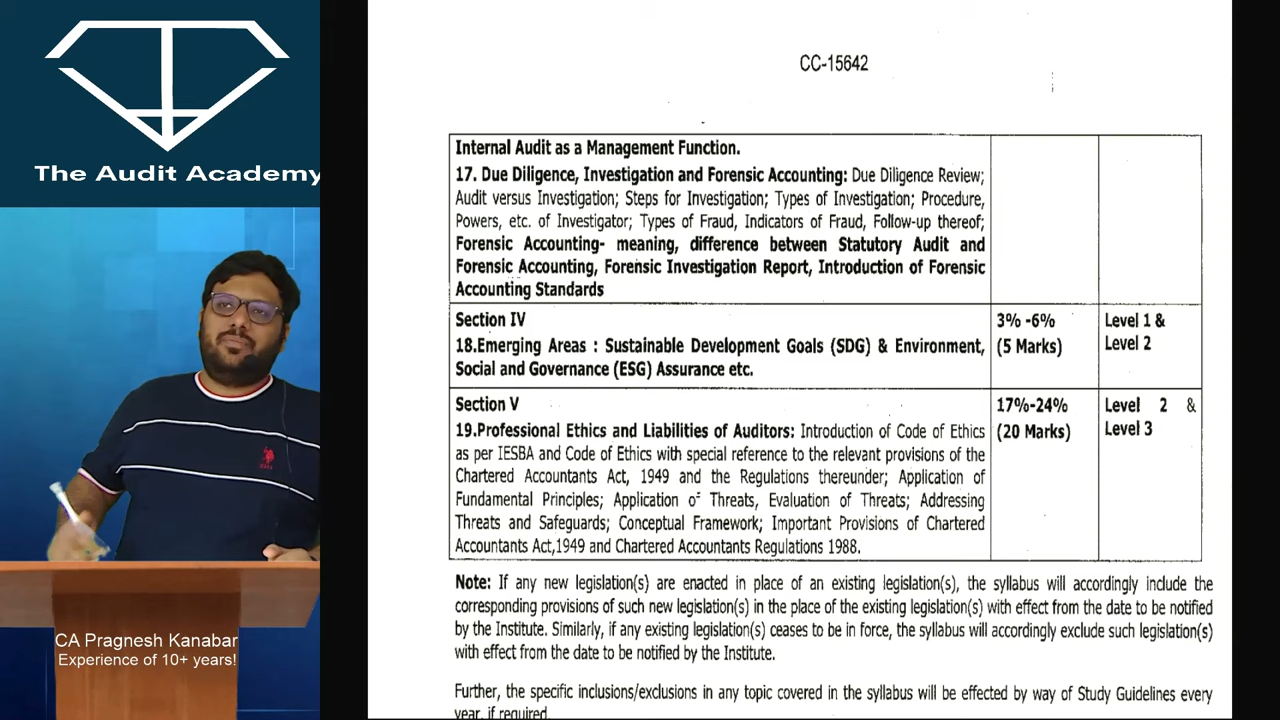 The Audit Academy
CA Pragnesh Kanabar
Experience of 10+ years!
CC-15642
Internal Audit as a Management Function.
17. Due Diligence, Investigation and Forensic Accounting: Due Diligence Review;
Audit versus Investigation; Steps for Investigation; Types of Investigation; Procedure,
Powers, etc. of Investigator; Types of Fraud, Indicators of Fraud, Follow-up thereof;
Forensic Accounting- meaning, difference between Statutory Audit and
Forensic Accounting, Forensic Investigation Report, Introduction of Forensic
Accounting Standards
Section IV
18.Emerging Areas : Sustainable Development Goals (SDG) & Environment,
Social and Governance (ESG) Assurance etc.
3% -6%
(5 Marks)
Level 1 &
Level 2
Section V
19.Professional Ethics and Liabilities of Auditors: Introduction of Code of Ethics
as per IESBA and Code of Ethics with special reference to the relevant provisions of the
Chartered Accountants Act, 1949 and the Regulations thereunder; Application of
Fundamental Principles; Application of Threats, Evaluation of Threats; Addressing
Threats and Safeguards; Conceptual Framework; Important Provisions of Chartered
Accountants Act,1949 and Chartered Accountants Regulations 1988.
17%-24%
(20 Marks)
Level 2 &
Level 3
Note: If any new legislation(s) are enacted in place of an existing legislation(s), the syllabus will accordingly include the
corresponding provisions of such new legislation(s) in the place of the existing legislation(s) with effect from the date to be notified
by the Institute. Similarly, if any existing legislation(s) ceases to be in force, the syllabus will accordingly exclude such legislation(s)
with effect from the date to be notified by the Institute.
Further, the specific inclusions/exclusions in any topic covered in the syllabus will be effected by way of Study Guidelines every
year, if required.